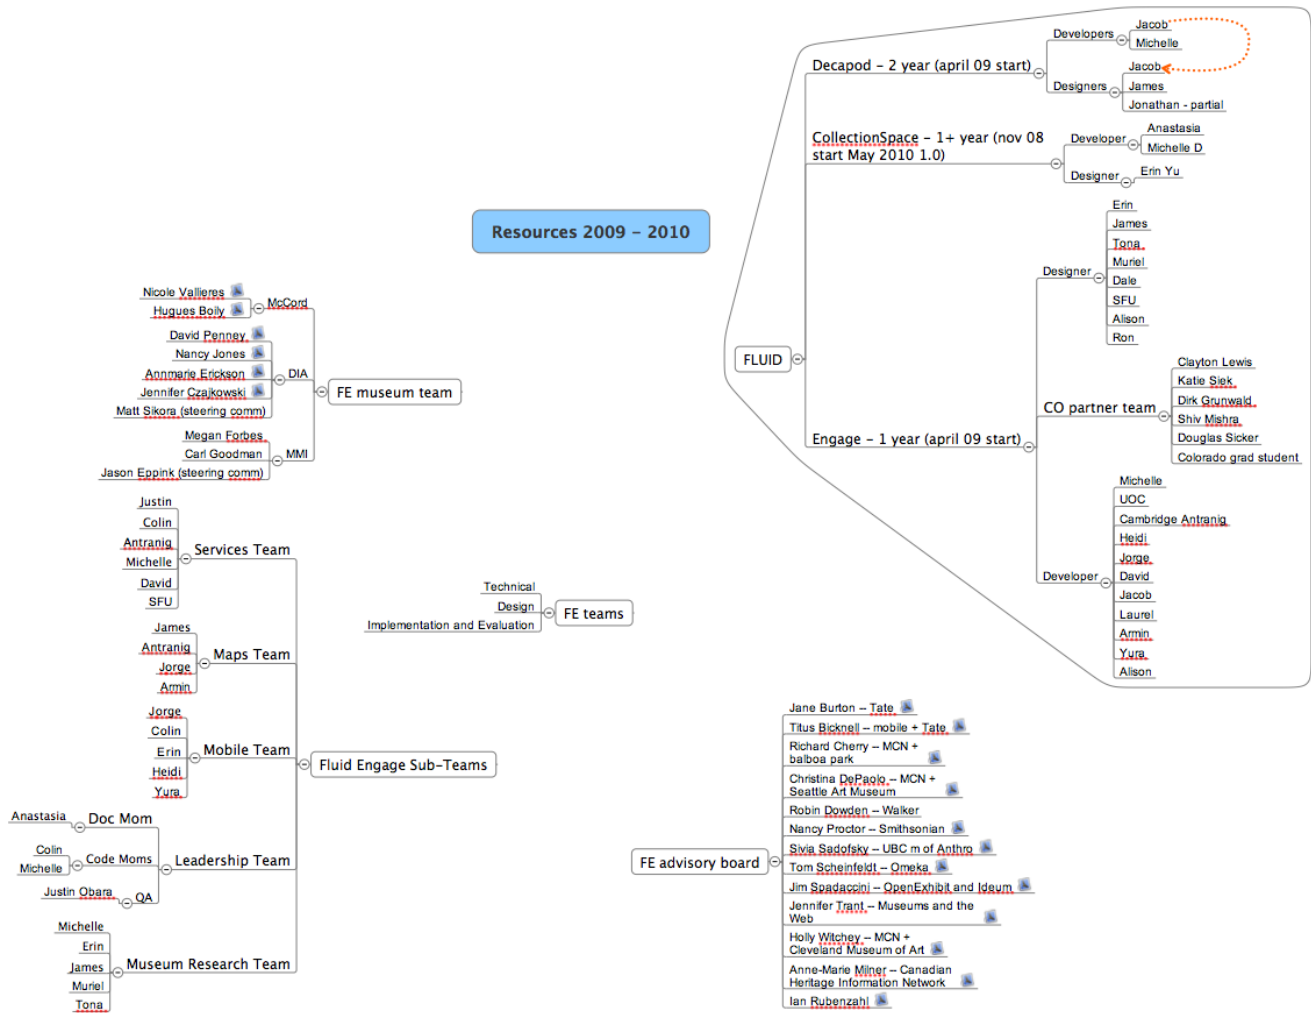 Resources 2009 – 2010
FLUID
Decapod – 2 year (april 09 start)
Developers
Jacob
Michelle
Designers
Jacob
James
Jonathan - partial
CollectionSpace – 1+ year (nov 08
start May 2010 1.0)
Developer
Anastasia
Michelle D
Designer
Erin Yu
Engage – 1 year (april 09 start)
Designer
Erin
James
Tona
Muriel
Dale
SFU
Alison
Ron
CO partner team
Clayton Lewis
Katie Siek
Dirk Grunwald
Shiv Mishra
Douglas Sicker
Colorado grad student
Developer
Michelle
UOC
Cambridge Antranig
Heidi
Jorge
David
Jacob
Laurel
Armin
Yura
Alison
FE museum team
McCord
Nicole Vallieres
Hugues Boily
DIA
David Penney
Nancy Jones
Annmarie Erickson
Jennifer Czajkowski
Matt Sikora (steering comm)
MMI
Megan Forbes
Carl Goodman
Jason Eppink (steering comm)
FE teams
Technical
Design
Implementation and Evaluation
Fluid Engage Sub-Teams
Services Team
Justin
Colin
Antranig
Michelle
David
SFU
Maps Team
James
Antranig
Jorge
Armin
Mobile Team
Jorge
Colin
Erin
Heidi
Yura
Leadership Team
Doc Mom
Anastasia
Code Moms
Colin
Michelle
QA
Justin Obara
Museum Research Team
Michelle
Erin
James
Muriel
Tona
FE advisory board
Jane Burton -- Tate
Titus Bicknell -- mobile + Tate
Richard Cherry -- MCN +
balboa park
Christina DePaolo -- MCN +
Seattle Art Museum
Robin Dowden -- Walker
Nancy Proctor -- Smithsonian
Sivia Sadofsky -- UBC m of Anthro
Tom Scheinfeldt -- Omeka
Jim Spadaccini -- OpenExhibit and Ideum
Jennifer Trant -- Museums and the
Web
Holly Witchey -- MCN +
Cleveland Museum of Art
Anne-Marie Milner -- Canadian
Heritage Information Network
Ian Rubenzahl